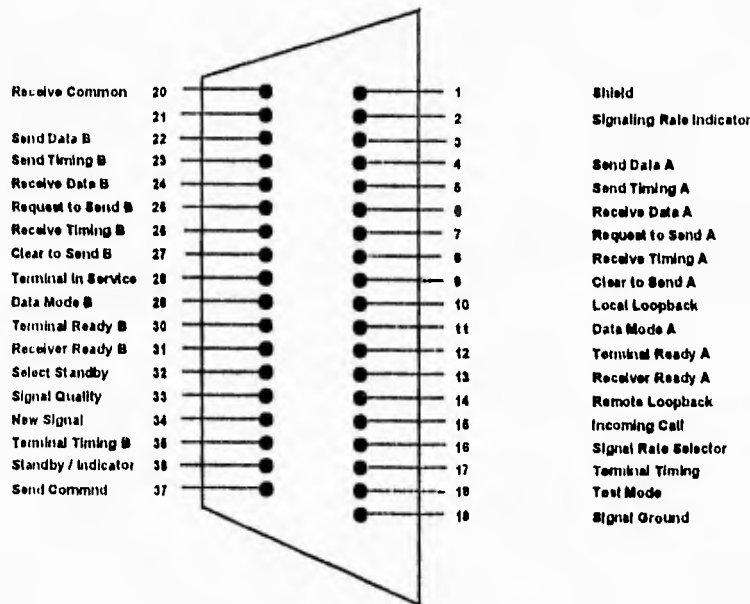 Receive Common 20
21
Send Data B 22
Send Timing B 23
Receive Data B 24
Request to Send B 25
Receive Timing B 26
Clear to Send B 27
Terminal In Service 28
Data Mode B 29
Terminal Ready B 30
Receiver Ready B 31
Select Standby 32
Signal Quality 33
New Signal 34
Terminal Timing B 35
Standby / Indicator 36
Send Commnd 37
1 Shield
2 Signaling Rate Indicator
3
4 Send Data A
5 Send Timing A
6 Receive Data A
7 Request to Send A
8 Receive Timing A
9 Clear to Send A
10 Local Loopback
11 Data Mode A
12 Terminal Ready A
13 Receiver Ready A
14 Remote Loopback
15 Incoming Call
16 Signal Rate Selector
17 Terminal Timing
18 Test Mode
19 Signal Ground